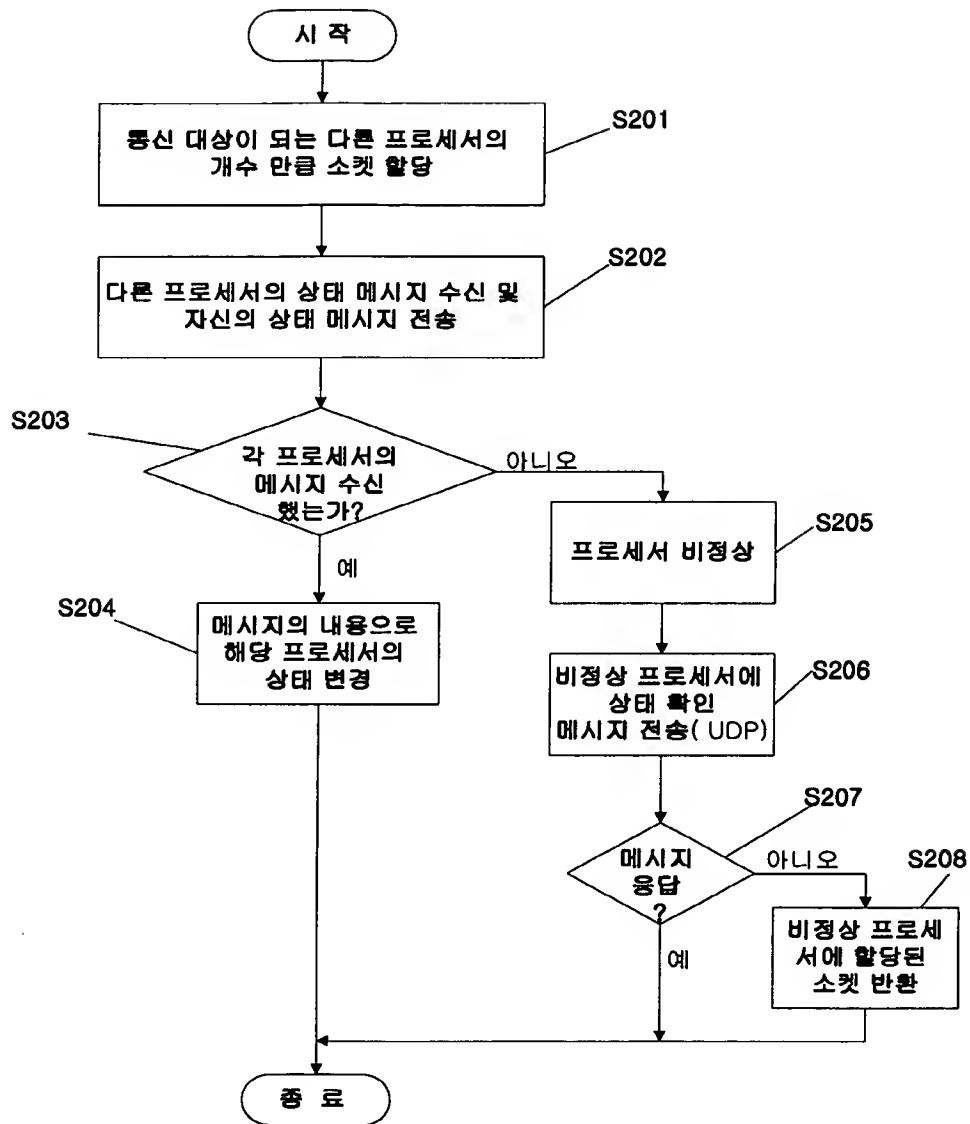 시 작
통신 대상이 되는 다른 프로세서의
개수 만큼 소켓 할당
S201
다른 프로세서의 상태 메시지 수신 및
자신의 상태 메시지 전송
S202
S203
각 프로세서의
메시지 수신
했는가?
아니오
예
S204
메시지의 내용으로
해당 프로세서의
상태 변경
프로세서 비정상
S205
비정상 프로세서에
상태 확인
메시지 전송( UDP)
S206
S207
메시지
응답
?
아니오
예
S208
비정상 프로세
서에 할당된
소켓 반환
종 료